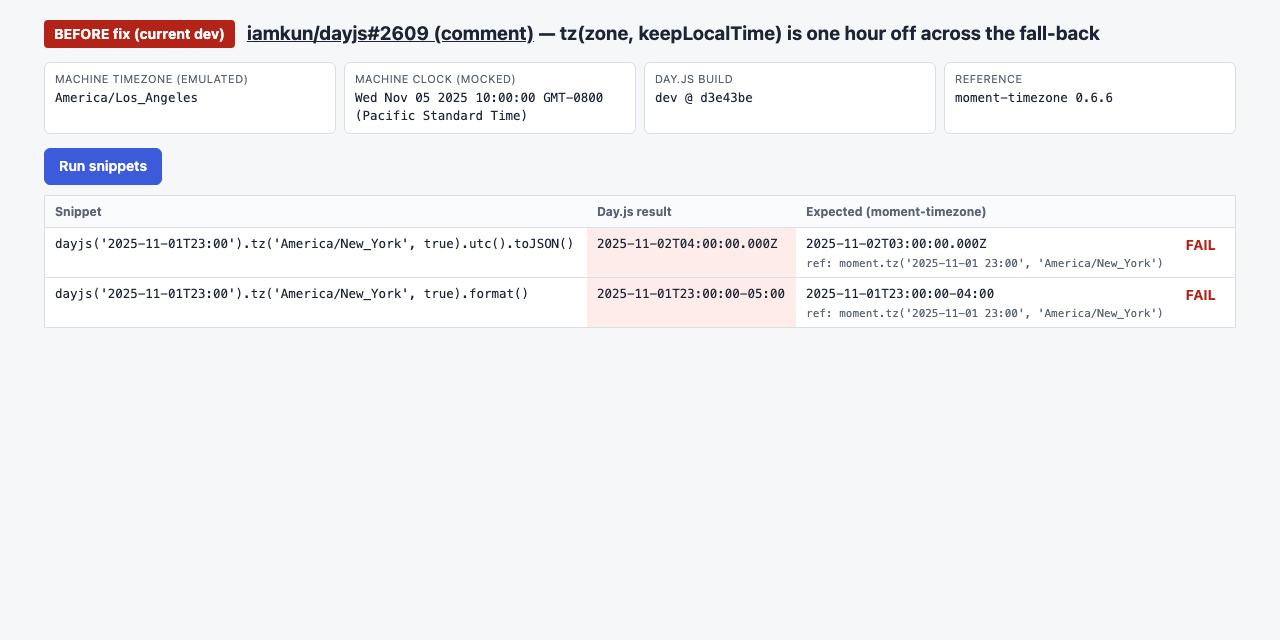 BEFORE fix (current dev) iamkun/dayjs#2609 (comment) — tz(zone, keepLocalTime) is one hour off across the fall-back
MACHINE TIMEZONE (EMULATED)
America/Los_Angeles
MACHINE CLOCK (MOCKED)
Wed Nov 05 2025 10:00:00 GMT-0800
(Pacific Standard Time)
DAY.JS BUILD
dev @ d3e43be
REFERENCE
moment-timezone 0.6.6
Run snippets
Snippet Day.js result Expected (moment-timezone)
dayjs('2025-11-01T23:00').tz('America/New_York', true).utc().toJSON() 2025-11-02T04:00:00.000Z 2025-11-02T03:00:00.000Z FAIL
ref: moment.tz('2025-11-01 23:00', 'America/New_York')
dayjs('2025-11-01T23:00').tz('America/New_York', true).format() 2025-11-01T23:00:00-05:00 2025-11-01T23:00:00-04:00 FAIL
ref: moment.tz('2025-11-01 23:00', 'America/New_York')